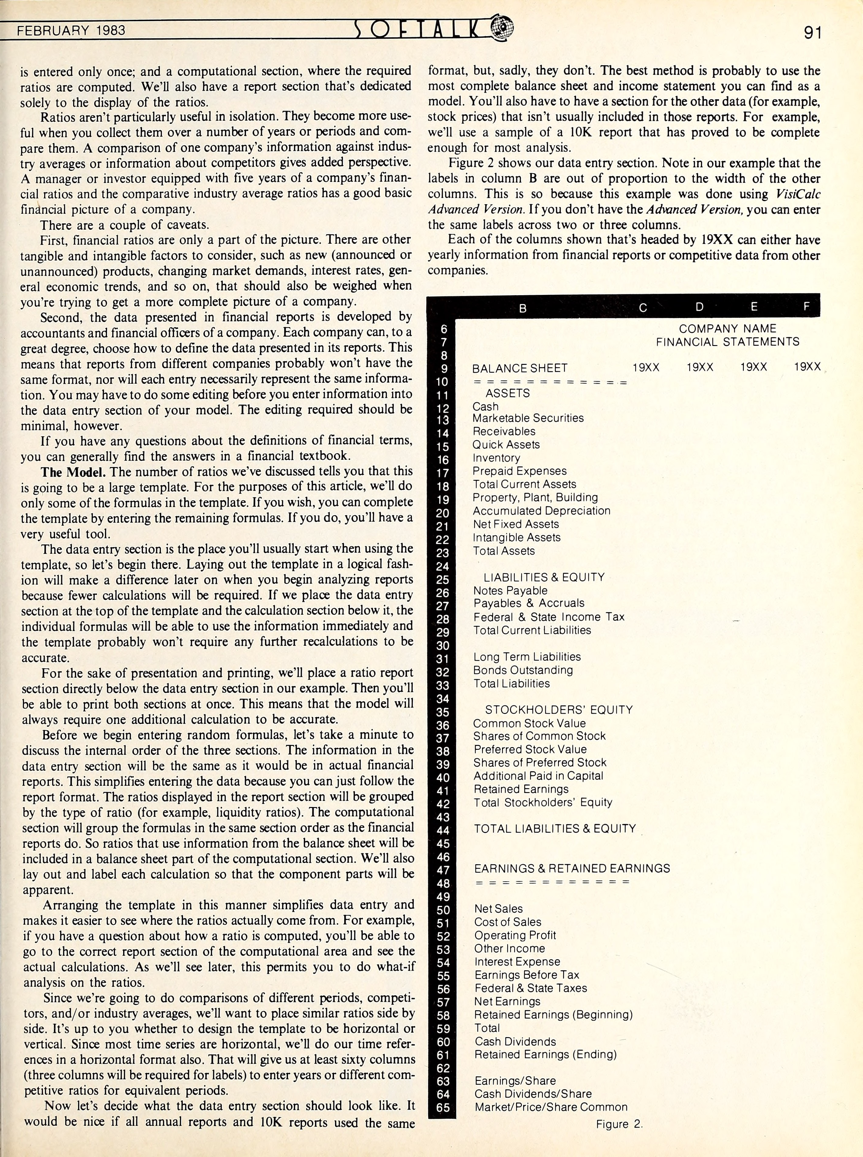 FEBRUARY 1983
SOFTALK
91
is entered only once; and a computational section, where the required
ratios are computed. We'll also have a report section that's dedicated
solely to the display of the ratios.
Ratios aren't particularly useful in isolation. They become more use-
ful when you collect them over a number of years or periods and com-
pare them. A comparison of one company's information against indus-
try averages or information about competitors gives added perspective.
A manager or investor equipped with five years of a company's finan-
cial ratios and the comparative industry average ratios has a good basic
financial picture of a company.
There are a couple of caveats.
First, financial ratios are only a part of the picture. There are other
tangible and intangible factors to consider, such as new (announced or
unannounced) products, changing market demands, interest rates, gen-
eral economic trends, and so on, that should also be weighed when
you're trying to get a more complete picture of a company.
Second, the data presented in financial reports is developed by
accountants and financial officers of a company. Each company can, to a
great degree, choose how to define the data presented in its reports. This
means that reports from different companies probably won't have the
same format, nor will each entry necessarily represent the same informa-
tion. You may have to do some editing before you enter information into
the data entry section of your model. The editing required should be
minimal, however.
If you have any questions about the definitions of financial terms,
you can generally find the answers in a financial textbook.
The Model. The number of ratios we've discussed tells you that this
is going to be a large template. For the purposes of this article, we'll do
only some of the formulas in the template. If you wish, you can complete
the template by entering the remaining formulas. If you do, you'll have a
very useful tool.
The data entry section is the place you'll usually start when using the
template, so let's begin there. Laying out the template in a logical fash-
ion will make a difference later on when you begin analyzing reports
because fewer calculations will be required. If we place the data entry
section at the top of the template and the calculation section below it, the
individual formulas will be able to use the information immediately and
the template probably won't require any further recalculations to be
accurate.
For the sake of presentation and printing, we'll place a ratio report
section directly below the data entry section in our example. Then you'll
be able to print both sections at once. This means that the model will
always require one additional calculation to be accurate.
Before we begin entering random formulas, let's take a minute to
discuss the internal order of the three sections. The information in the
data entry section will be the same as it would be in actual financial
reports. This simplifies entering the data because you can just follow the
report format. The ratios displayed in the report section will be grouped
by the type of ratio (for example, liquidity ratios). The computational
section will group the formulas in the same section order as the financial
reports do. So ratios that use information from the balance sheet will be
included in a balance sheet part of the computational section. We'll also
lay out and label each calculation so that the component parts will be
apparent.
Arranging the template in this manner simplifies data entry and
makes it easier to see where the ratios actually come from. For example,
if you have a question about how a ratio is computed, you'll be able to
go to the correct report section of the computational area and see the
actual calculations. As we'll see later, this permits you to do what-if
analysis on the ratios.
Since we're going to do comparisons of different periods, competi-
tors, and/or industry averages, we'll want to place similar ratios side by
side. It's up to you whether to design the template to be horizontal or
vertical. Since most time series are horizontal, we'll do our time refer-
ences in a horizontal format also. That will give us at least sixty columns
(three columns will be required for labels) to enter years or different com-
petitive ratios for equivalent periods.
Now let's decide what the data entry section should look like. It
would be nice if all annual reports and 10K reports used the same
format, but, sadly, they don't. The best method is probably to use the
most complete balance sheet and income statement you can find as a
model. You'll also have to have a section for the other data (for example,
stock prices) that isn't usually included in those reports. For example,
we'll use a sample of a 10K report that has proved to be complete
enough for most analysis.
Figure 2 shows our data entry section. Note in our example that the
labels in column B are out of proportion to the width of the other
columns. This is so because this example was done using VisiCalc
Advanced Version. If you don't have the Advanced Version, you can enter
the same labels across two or three columns.
Each of the columns shown that's headed by 19XX can either have
yearly information from financial reports or competitive data from other
companies.
B C D E F
6 COMPANY NAME
7 FINANCIAL STATEMENTS
8
9 BALANCE SHEET 19XX 19XX 19XX 19XX
10 = = = = = = = = = = = =
11 ASSETS
12 Cash
13 Marketable Securities
14 Receivables
15 Quick Assets
16 Inventory
17 Prepaid Expenses
18 Total Current Assets
19 Property, Plant, Building
20 Accumulated Depreciation
21 Net Fixed Assets
22 Intangible Assets
23 Total Assets
24
25 LIABILITIES & EQUITY
26 Notes Payable
27 Payables & Accruals
28 Federal & State Income Tax
29 Total Current Liabilities
30
31 Long Term Liabilities
32 Bonds Outstanding
33 Total Liabilities
34
35 STOCKHOLDERS' EQUITY
36 Common Stock Value
37 Shares of Common Stock
38 Preferred Stock Value
39 Shares of Preferred Stock
40 Additional Paid in Capital
41 Retained Earnings
42 Total Stockholders' Equity
43
44 TOTAL LIABILITIES & EQUITY
45
46
47 EARNINGS & RETAINED EARNINGS
48 = = = = = = = = = = = =
49
50 Net Sales
51 Cost of Sales
52 Operating Profit
53 Other Income
54 Interest Expense
55 Earnings Before Tax
56 Federal & State Taxes
57 Net Earnings
58 Retained Earnings (Beginning)
59 Total
60 Cash Dividends
61 Retained Earnings (Ending)
62
63 Earnings/Share
64 Cash Dividends/Share
65 Market/Price/Share Common
Figure 2.